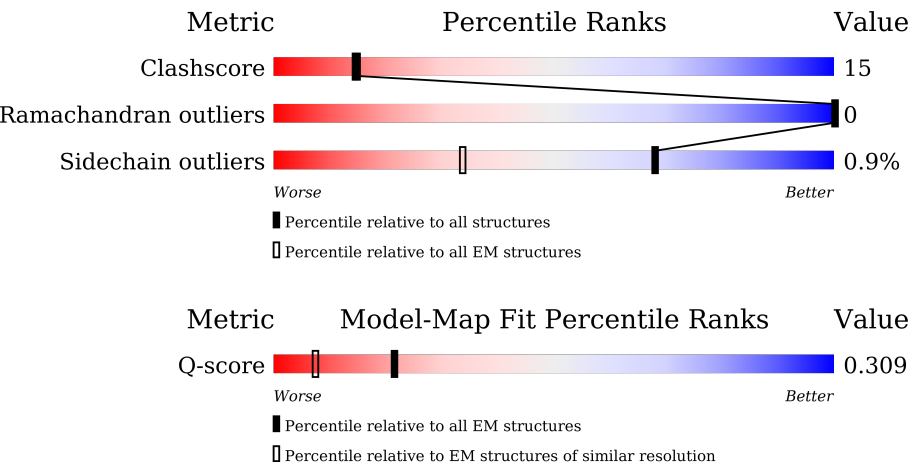 Metric Percentile Ranks Value
Clashscore 15
Ramachandran outliers 0
Sidechain outliers 0.9%
Worse Better
Percentile relative to all structures
Percentile relative to all EM structures
Metric Model-Map Fit Percentile Ranks Value
Q-score 0.309
Worse Better
Percentile relative to all EM structures
Percentile relative to EM structures of similar resolution